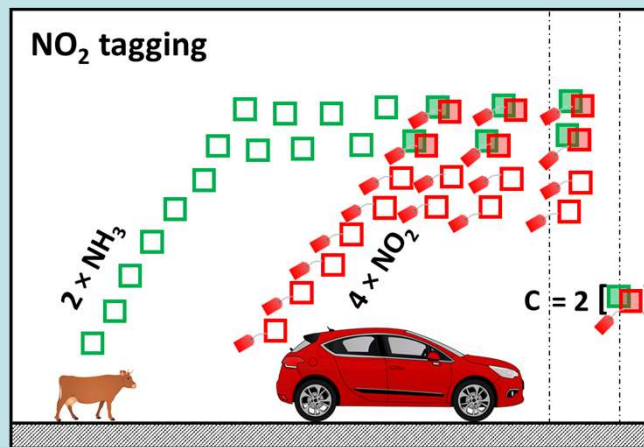 NO₂ tagging
2 × NH₃
4 × NO₂
C = 2 [